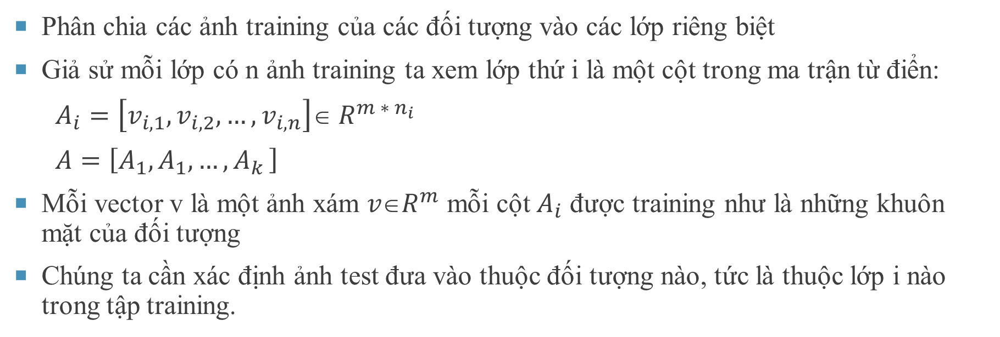 ▪ Phân chia các ảnh training của các đối tượng vào các lớp riêng biệt
▪ Giả sử mỗi lớp có n ảnh training ta xem lớp thứ i là một cột trong ma trận từ điển:
A_i = [v_{i,1}, v_{i,2}, … , v_{i,n}] ∈ R^{m * n_i}
A = [A_1, A_1, … , A_k ]
▪ Mỗi vector v là một ảnh xám v∈R^m mỗi cột A_i được training như là những khuôn
mặt của đối tượng
▪ Chúng ta cần xác định ảnh test đưa vào thuộc đối tượng nào, tức là thuộc lớp i nào
trong tập training.